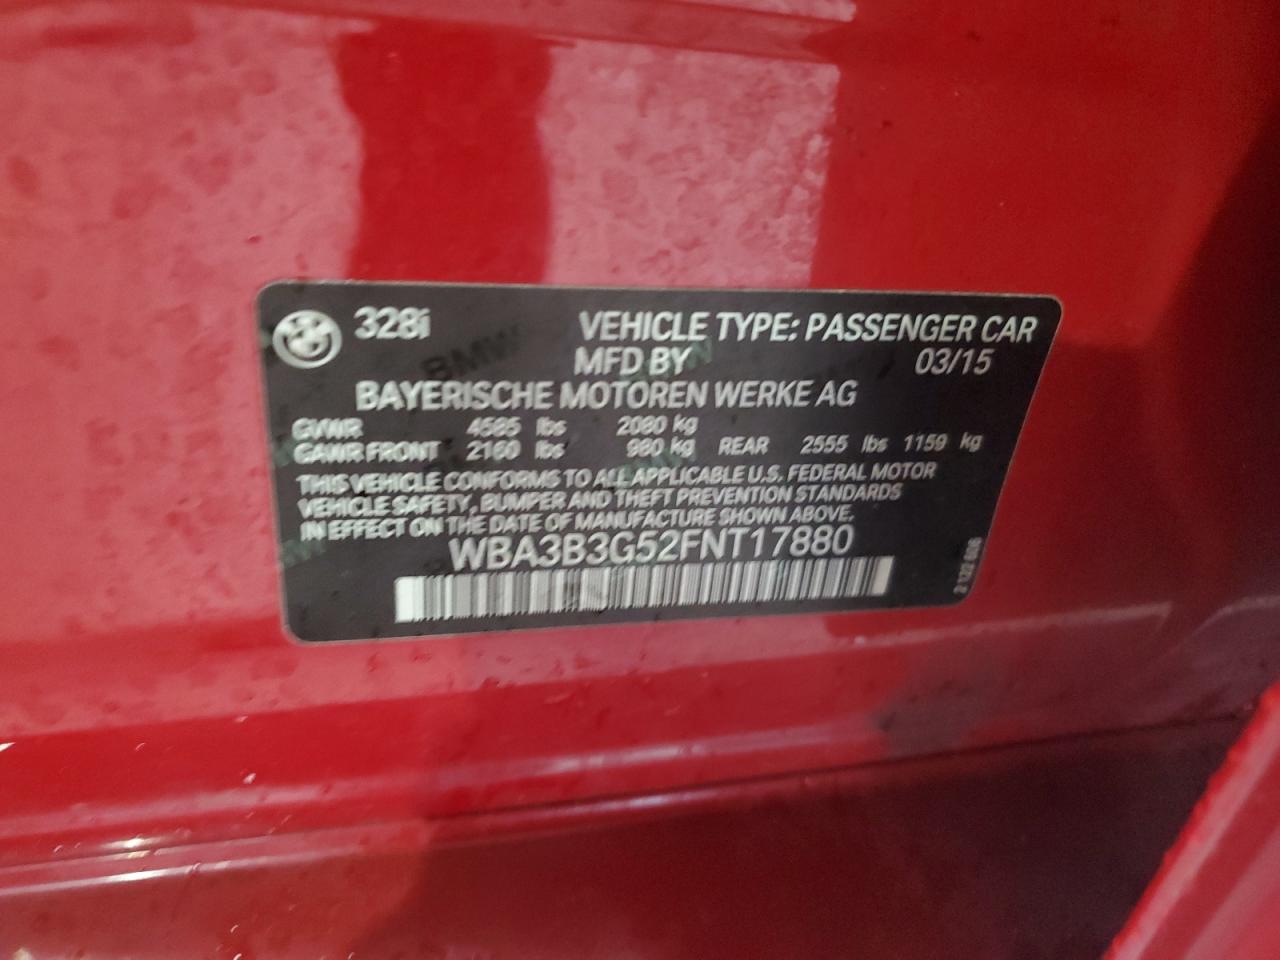 328i VEHICLE TYPE: PASSENGER CAR
MFD BY 03/15
BAYERISCHE MOTOREN WERKE AG
GVWR 4585 lbs 2080 kg
GAWR FRONT 2160 lbs 980 kg REAR 2555 lbs 1159 kg
THIS VEHICLE CONFORMS TO ALL APPLICABLE U.S. FEDERAL MOTOR
VEHICLE SAFETY, BUMPER AND THEFT PREVENTION STANDARDS
IN EFFECT ON THE DATE OF MANUFACTURE SHOWN ABOVE.
WBA3B3G52FNT17880